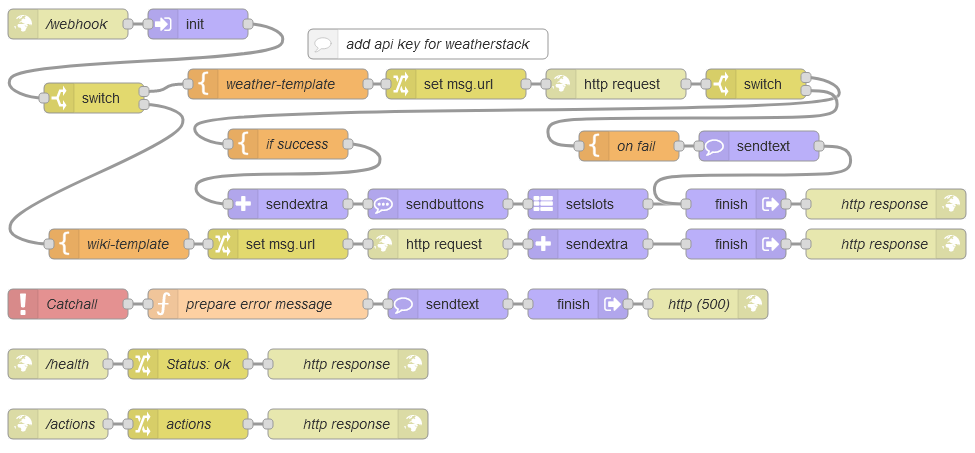 /webhook
init
add api key for weatherstack
switch
weather-template
set msg.url
http request
switch
if success
on fail
sendtext
sendextra
sendbuttons
setslots
finish
http response
wiki-template
set msg.url
http request
sendextra
finish
http response
Catchall
prepare error message
sendtext
finish
http (500)
/health
Status: ok
http response
/actions
actions
http response